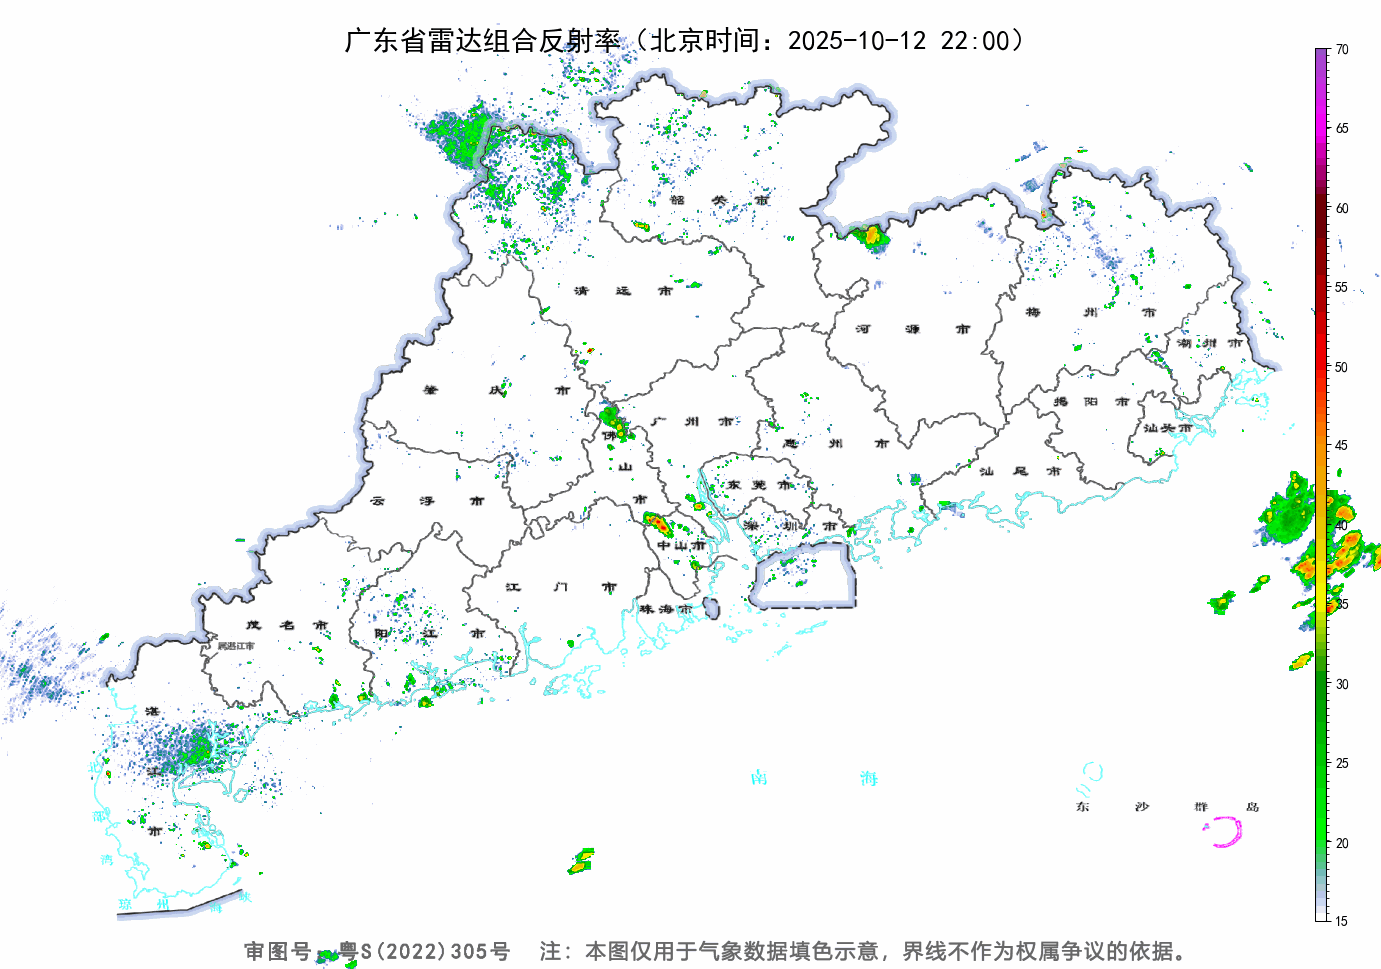 广东省雷达组合反射率（北京时间：2025-10-12 22:00）
70
65
60
55
50
45
40
35
30
25
20
15
韶关市
清远市
河源市
梅州市
潮州市
肇庆市
广州市
揭阳市
汕头市
佛山市
惠州市
汕尾市
东莞市
云浮市
深圳市
中山市
江门市
珠海市
茂名市
阳江市
属湛江市
湛江市
北部湾
南海
东沙群岛
琼州海峡
审图号：粤S(2022)305号 注：本图仅用于气象数据填色示意，界线不作为权属争议的依据。